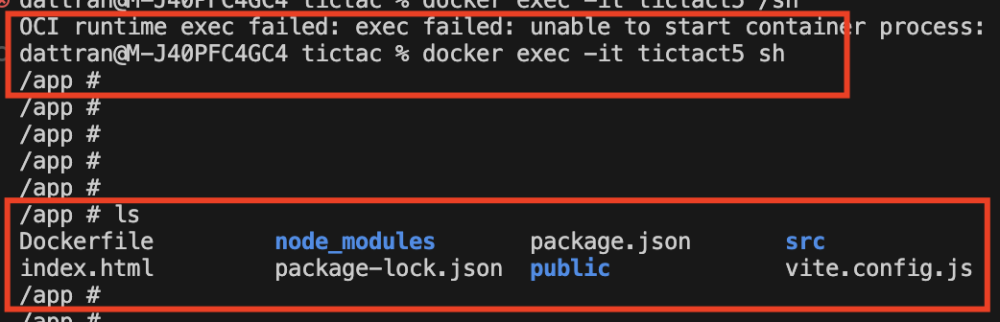 dattran@M-J40PFC4GC4 tictac % docker exec -it tictact5 /sh
OCI runtime exec failed: exec failed: unable to start container process:
dattran@M-J40PFC4GC4 tictac % docker exec -it tictact5 sh
/app #
/app #
/app #
/app #
/app #
/app # ls
Dockerfile node_modules package.json src
index.html package-lock.json public vite.config.js
/app #
/app #